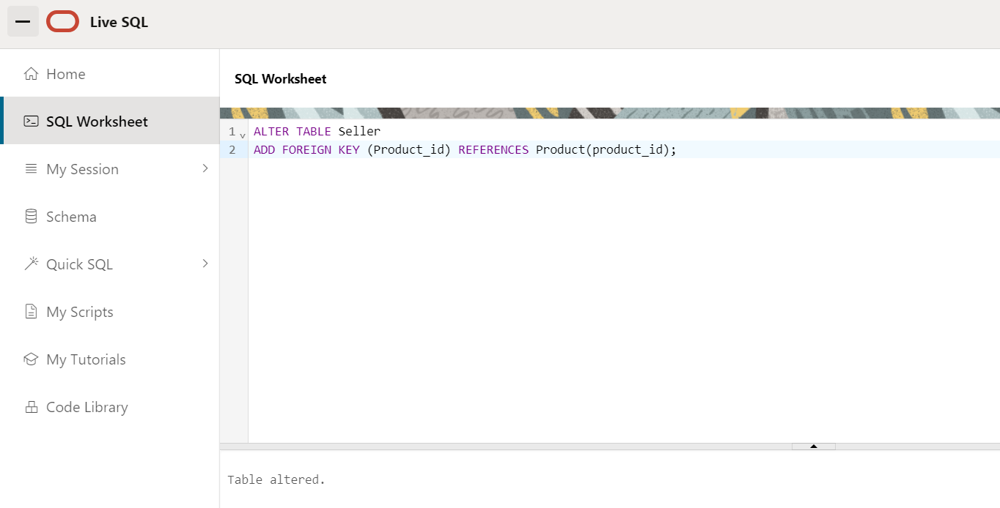 Live SQL
Home
SQL Worksheet
My Session
Schema
Quick SQL
My Scripts
My Tutorials
Code Library
SQL Worksheet
1 ALTER TABLE Seller
2 ADD FOREIGN KEY (Product_id) REFERENCES Product(product_id);
Table altered.